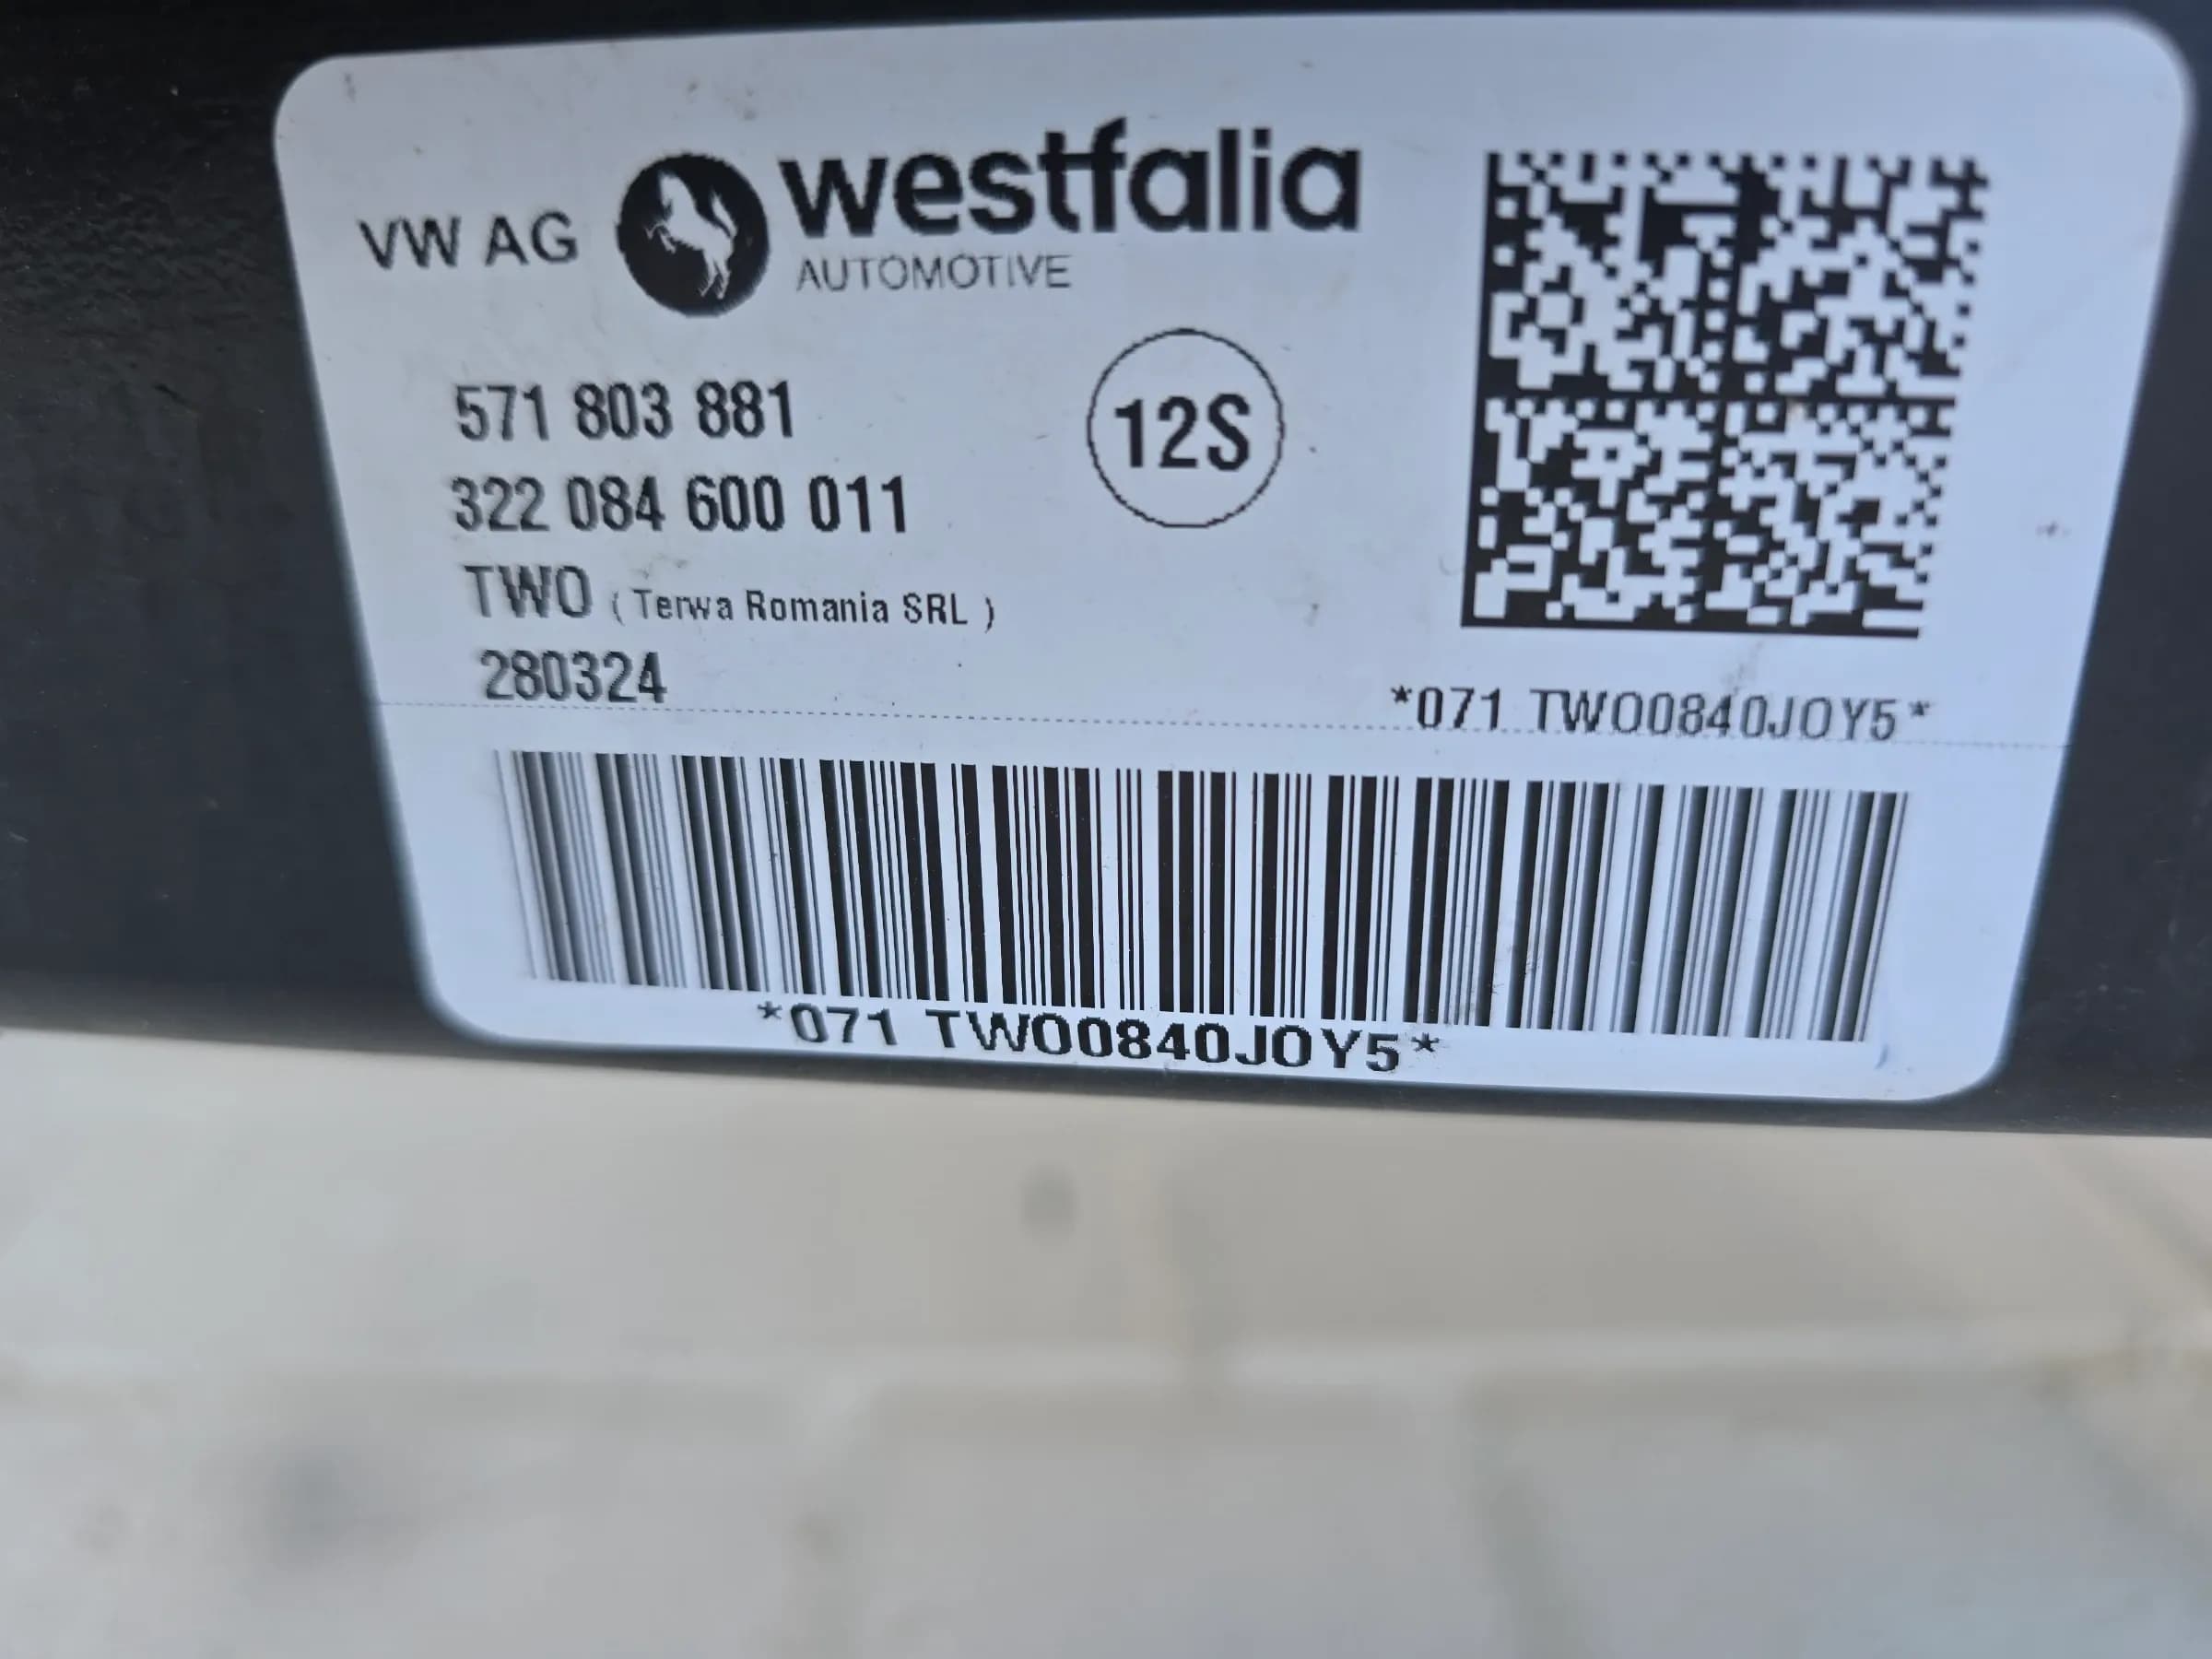 VW AG westfalia
AUTOMOTIVE
571 803 881
12S
322 084 600 011
TWO ( Terwa Romania SRL )
280324
*071 TWO0840JOY5*
*071 TWO0840JOY5*